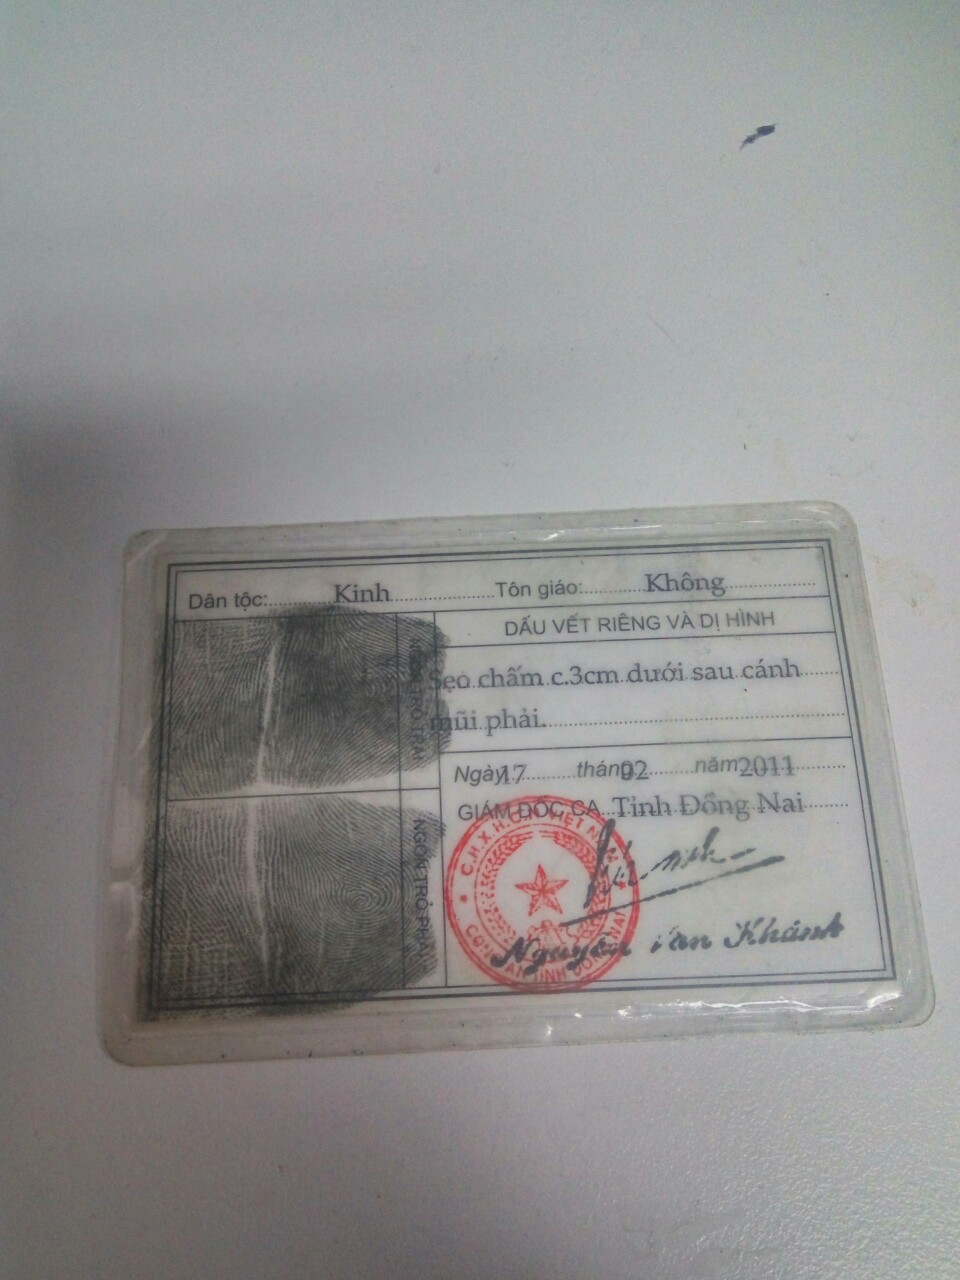 Dân tộc: Kinh Tôn giáo: Không
DẤU VẾT RIÊNG VÀ DỊ HÌNH
Sẹo chấm c.3cm dưới sau cánh
mũi phải.
Ngày 17 tháng 02 năm 2011
GIÁM ĐỐC CA Tỉnh Đồng Nai
Nguyễn Văn Khánh
NGÓN TRỎ TRÁI
NGÓN TRỎ PHẢI
C.H.X.H.C.N VIỆT NAM
CÔNG AN TỈNH ĐỒNG NAI